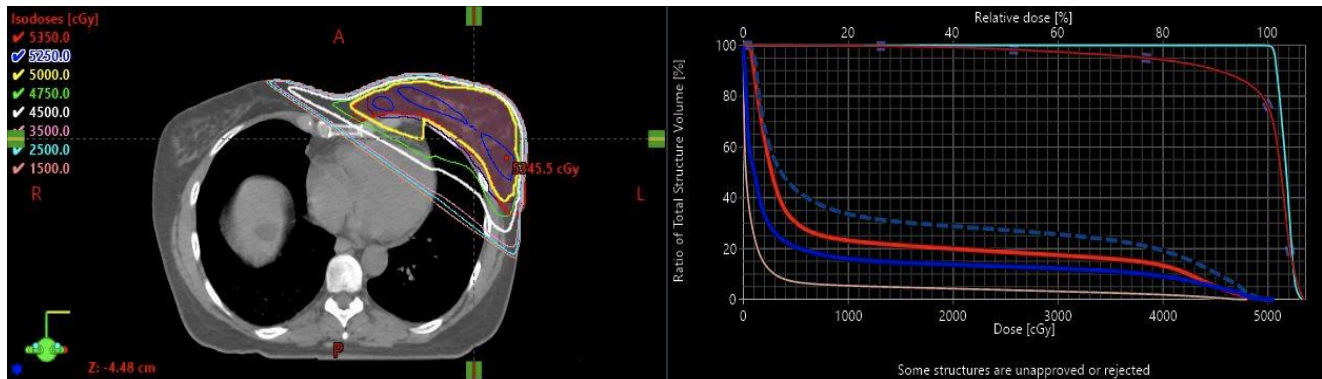 Isodoses [cGy]
5350.0
5250.0
5000.0
4750.0
4500.0
3500.0
2500.0
1500.0
A
R
L
P
5345.5 cGy
Z: -4.48 cm
Relative dose [%]
0 20 40 60 80 100
Ratio of Total Structure Volume [%]
100
80
60
40
20
0
0 1000 2000 3000 4000 5000
Dose [cGy]
Some structures are unapproved or rejected